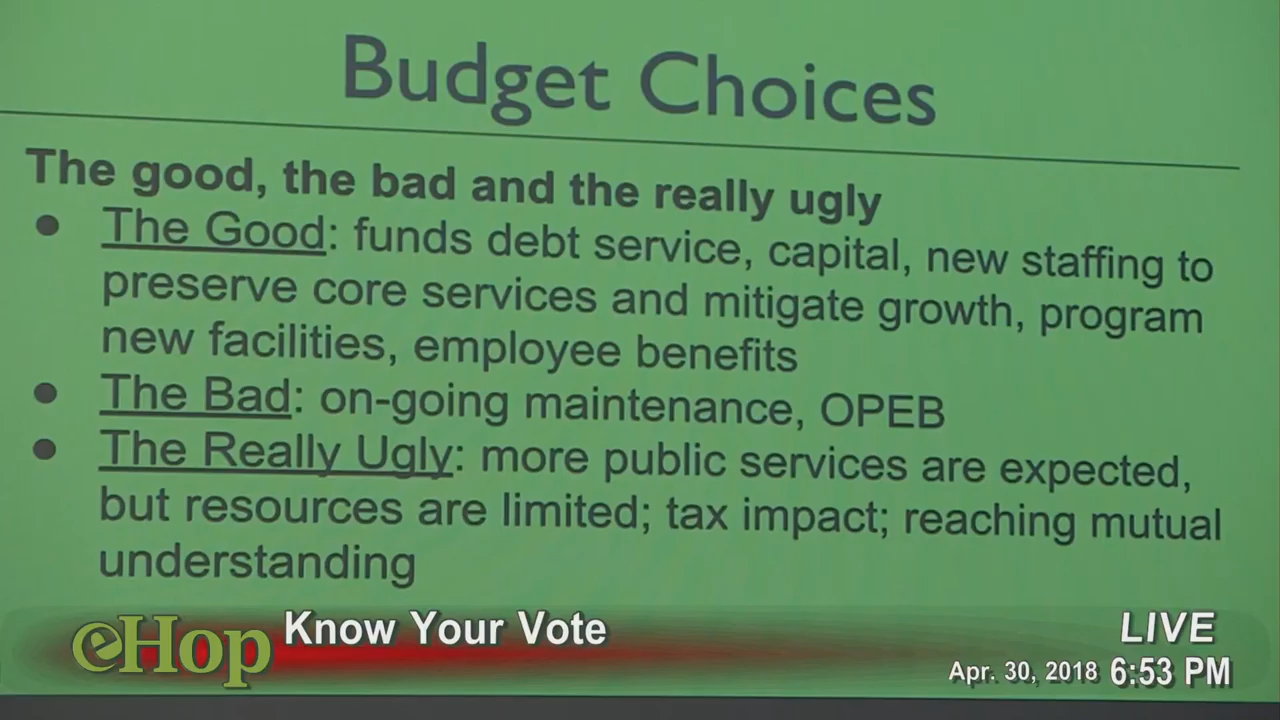 Budget Choices
The good, the bad and the really ugly
● The Good: funds debt service, capital, new staffing to
preserve core services and mitigate growth, program
new facilities, employee benefits
● The Bad: on-going maintenance, OPEB
● The Really Ugly: more public services are expected,
but resources are limited; tax impact; reaching mutual
understanding
eHop
Know Your Vote
LIVE
Apr. 30, 2018 6:53 PM